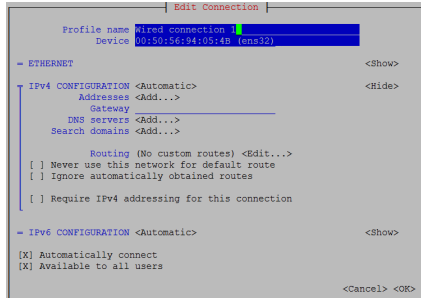 Edit Connection
Profile name Wired connection 1
Device 00:50:56:94:05:4B (ens32)
= ETHERNET <Show>
IPv4 CONFIGURATION <Automatic> <Hide>
Addresses <Add...>
Gateway
DNS servers <Add...>
Search domains <Add...>
Routing (No custom routes) <Edit...>
[ ] Never use this network for default route
[ ] Ignore automatically obtained routes
[ ] Require IPv4 addressing for this connection
= IPv6 CONFIGURATION <Automatic> <Show>
[X] Automatically connect
[X] Available to all users
<Cancel> <OK>